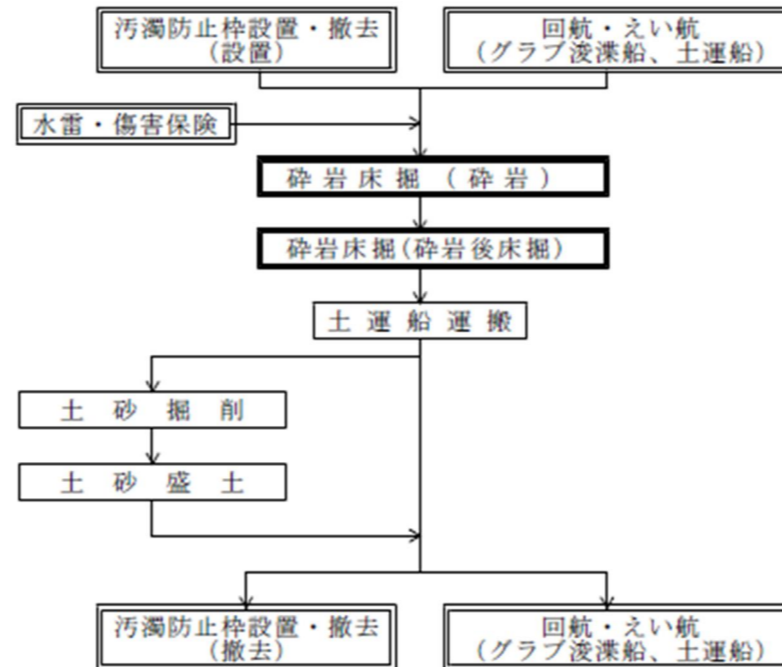 汚濁防止枠設置・撤去
(設置)
回航・えい航
(グラブ浚渫船、土運船)
水雷・傷害保険
砕岩床掘(砕岩)
砕岩床掘(砕岩後床掘)
土運船運搬
土砂掘削
土砂盛土
汚濁防止枠設置・撤去
(撤去)
回航・えい航
(グラブ浚渫船、土運船)